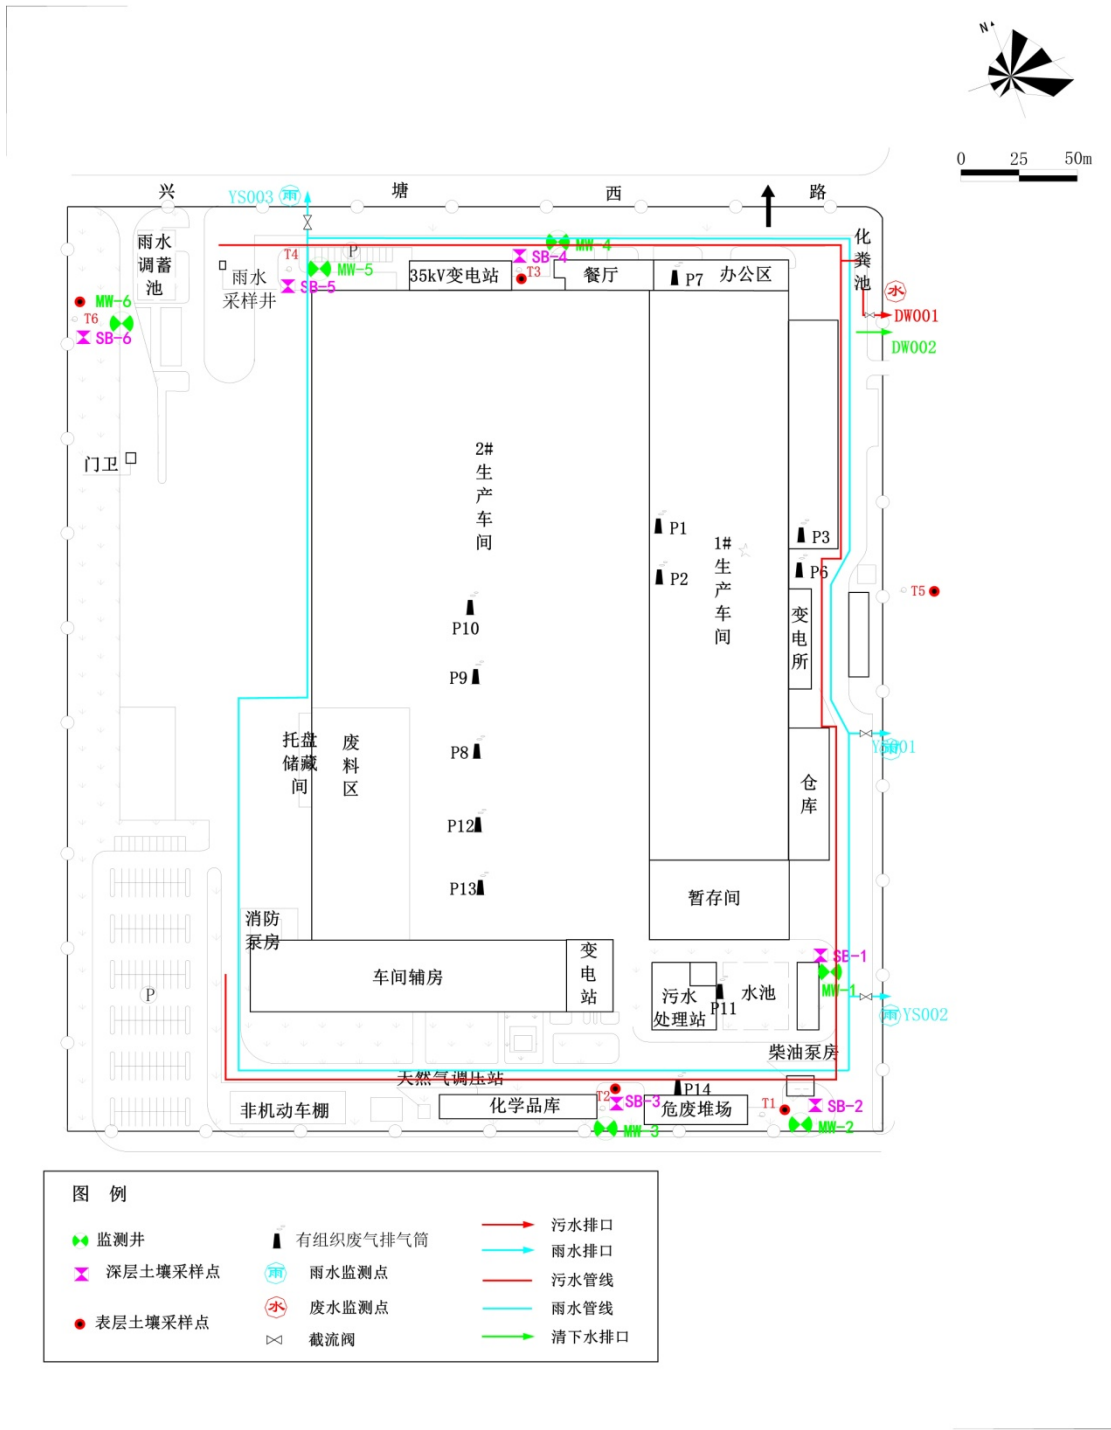 N
0 25 50m
兴塘西路
YS003
雨
雨水调蓄池
雨水采样井
T4
MW-5
SB-5
P
35kV变电站
SB-4
MW-4
T3
餐厅
P7
办公区
化粪池
水
DW001
DW002
MW-6
T6
SB-6
门卫
2#生产车间
1#生产车间
P1
P2
P3
P6
变电所
T5
P10
P9
P8
P12
P13
托盘储藏间
废料区
仓库
YS001
雨
暂存间
消防泵房
车间辅房
变电站
污水处理站
P11
水池
SB-1
MW-1
雨
YS002
P
柴油泵房
天然气调压站
非机动车棚
化学品库
T2
SB-3
MW-3
P14
危废堆场
T1
SB-2
MW-2
图 例
监测井
深层土壤采样点
表层土壤采样点
有组织废气排气筒
雨
雨水监测点
水
废水监测点
截流阀
污水排口
雨水排口
污水管线
雨水管线
清下水排口